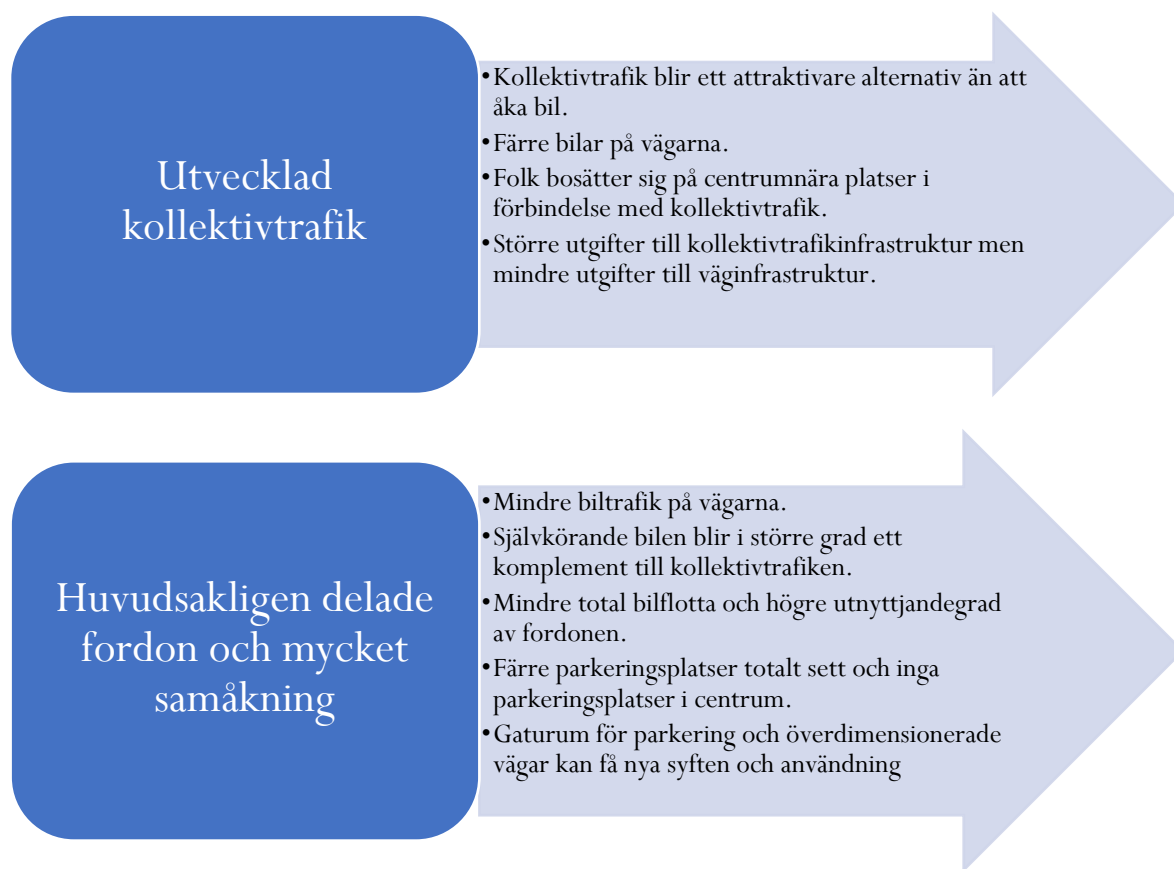 Utvecklad
kollektivtrafik
•Kollektivtrafik blir ett attraktivare alternativ än att
åka bil.
•Färre bilar på vägarna.
•Folk bosätter sig på centrumnära platser i
förbindelse med kollektivtrafik.
•Större utgifter till kollektivtrafikinfrastruktur men
mindre utgifter till väginfrastruktur.
Huvudsakligen delade
fordon och mycket
samåkning
•Mindre biltrafik på vägarna.
•Självkörande bilen blir i större grad ett
komplement till kollektivtrafiken.
•Mindre total bilflotta och högre utnyttjandegrad
av fordonen.
•Färre parkeringsplatser totalt sett och inga
parkeringsplatser i centrum.
•Gaturum för parkering och överdimensionerade
vägar kan få nya syften och användning